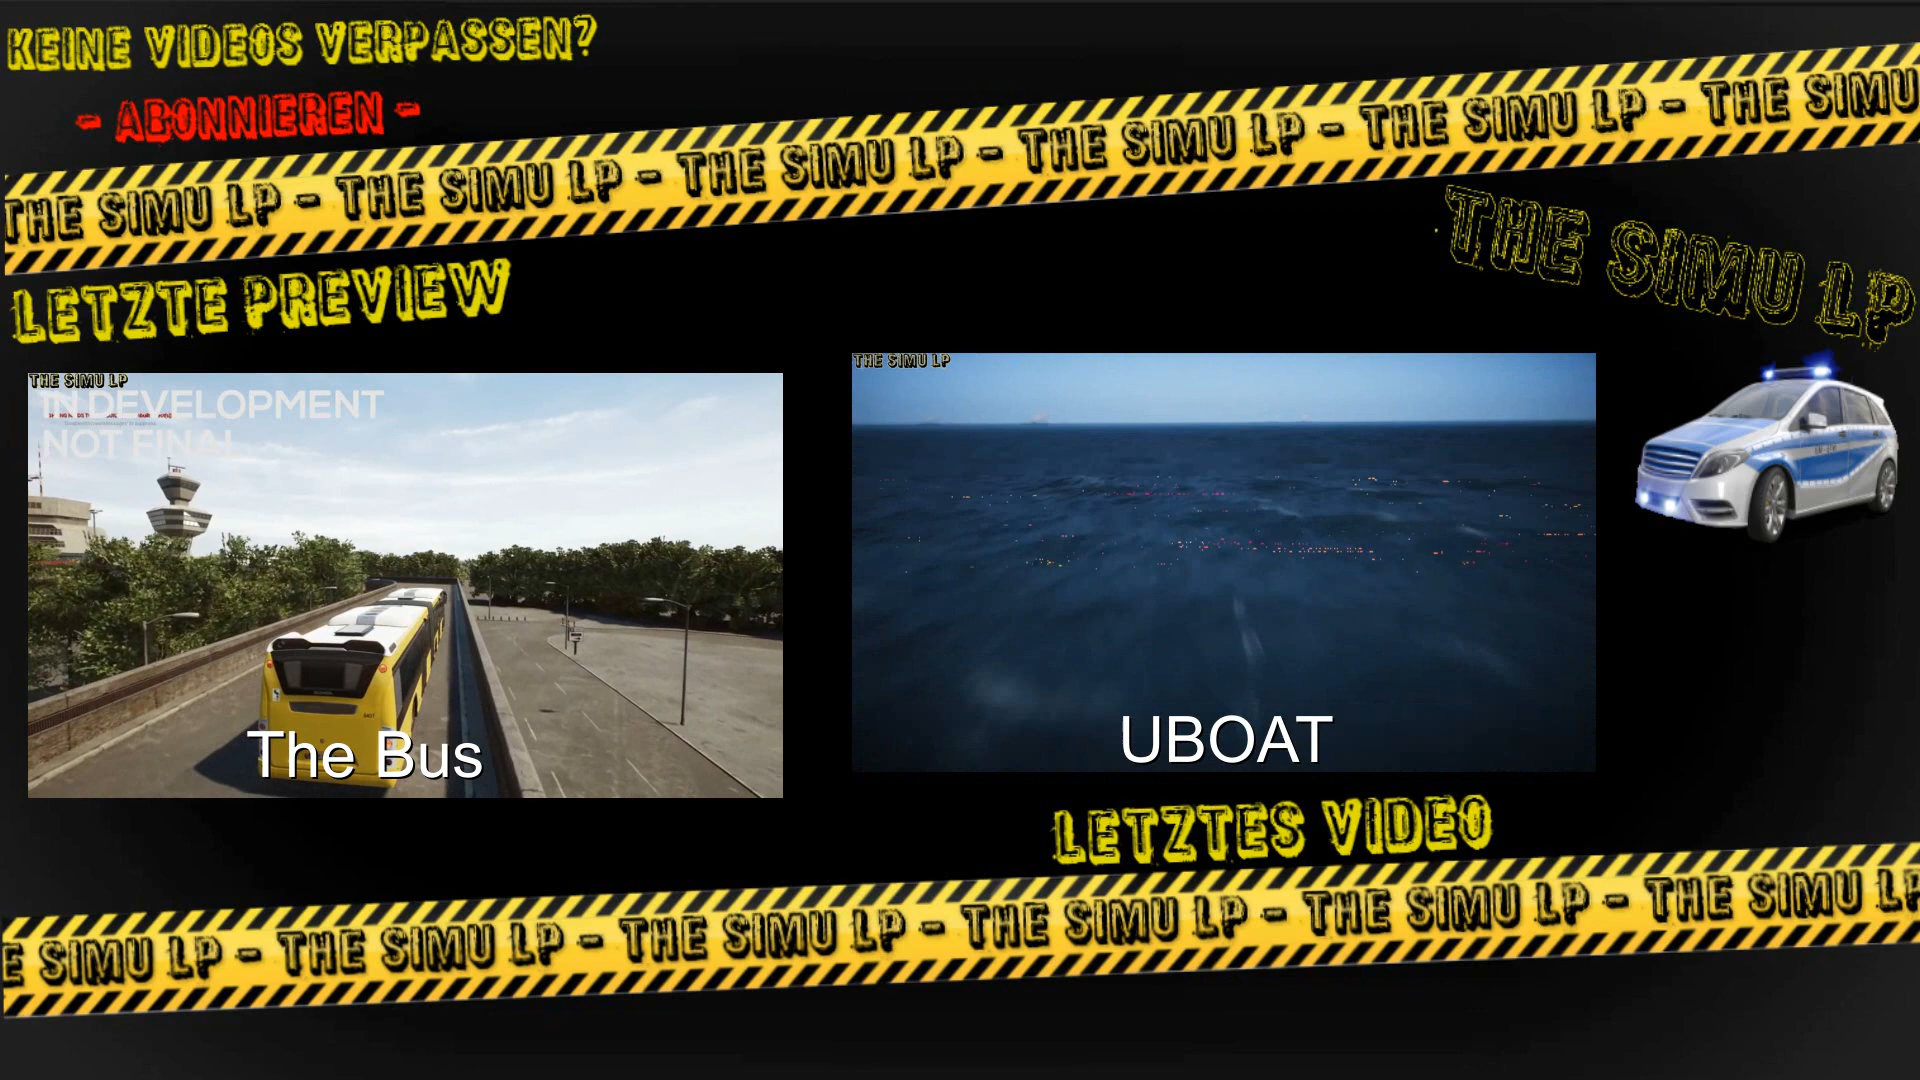 KEINE VIDEOS VERPASSEN?
- ABONNIEREN -
THE SIMU LP - THE SIMU LP - THE SIMU LP - THE SIMU LP - THE SIMU LP - THE SIMU
THE SIMU LP
LETZTE PREVIEW
THE SIMU LP
IN DEVELOPMENT
NOT FINAL
The Bus
THE SIMU LP
UBOAT
LETZTES VIDEO
E SIMU LP - THE SIMU LP - THE SIMU LP - THE SIMU LP - THE SIMU LP - THE SIMU LP